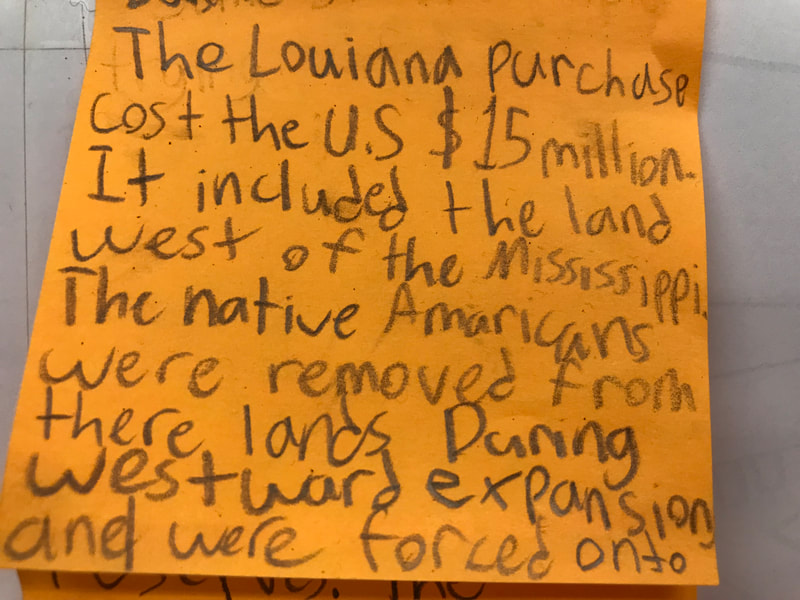 The Louiana purchase
cost the U.S $15 million.
It included the land
west of the Mississippi.
The native Amaricans
were removed from
there lands During
westward expansion
and were forced onto